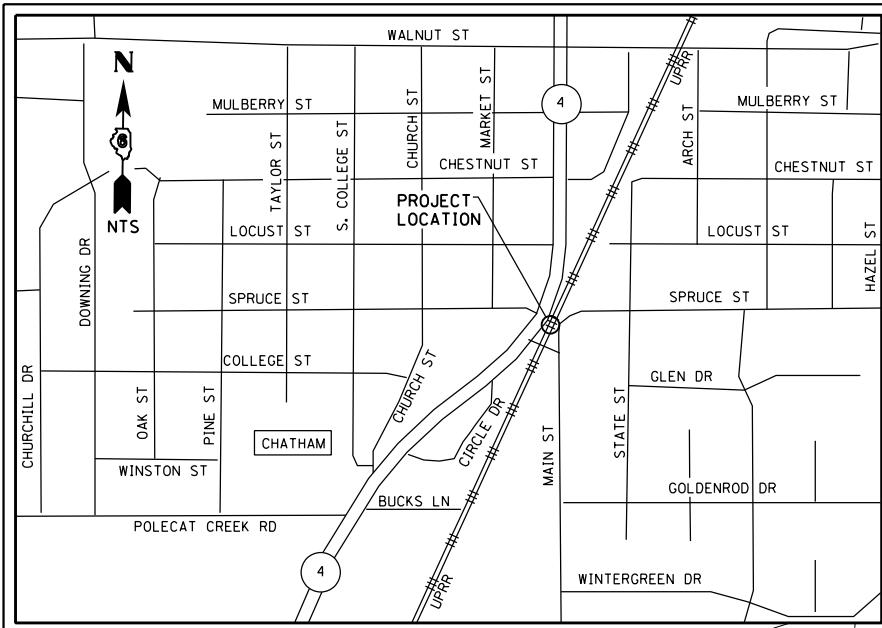 WALNUT ST
N
UPRR
4
MULBERRY ST
MULBERRY ST
MARKET ST
CHURCH ST
S. COLLEGE ST
TAYLOR ST
ARCH ST
6
CHESTNUT ST
CHESTNUT ST
PROJECT
LOCATION
NTS
LOCUST ST
LOCUST ST
DOWNING DR
HAZEL ST
SPRUCE ST
SPRUCE ST
COLLEGE ST
GLEN DR
CHURCHILL DR
OAK ST
PINE ST
CHURCH ST
CIRCLE DR
STATE ST
CHATHAM
MAIN ST
WINSTON ST
GOLDENROD DR
BUCKS LN
POLECAT CREEK RD
4
UPRR
WINTERGREEN DR